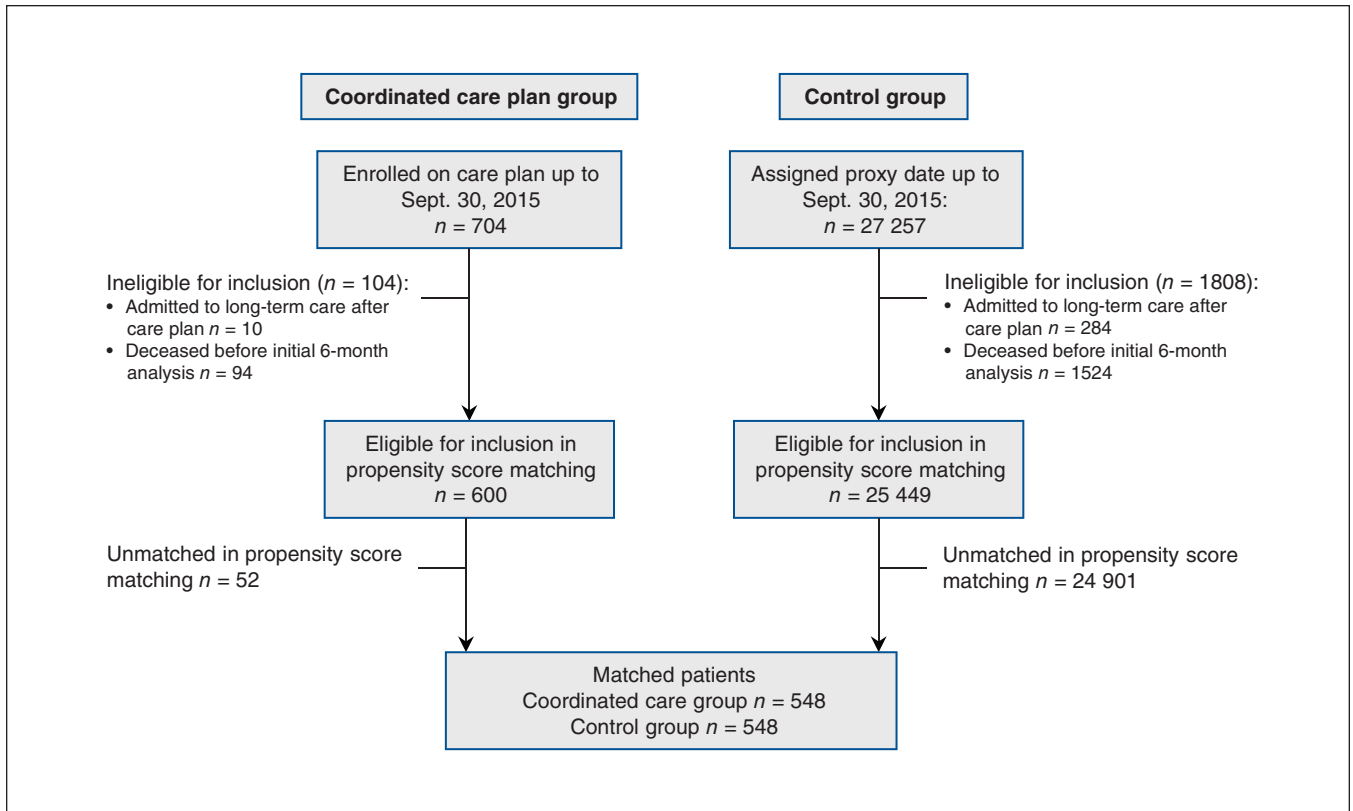 Coordinated care plan group
Control group
Enrolled on care plan up to
Sept. 30, 2015
n = 704
Assigned proxy date up to
Sept. 30, 2015:
n = 27 257
Ineligible for inclusion (n = 104):
• Admitted to long-term care after
care plan n = 10
• Deceased before initial 6-month
analysis n = 94
Ineligible for inclusion (n = 1808):
• Admitted to long-term care after
care plan n = 284
• Deceased before initial 6-month
analysis n = 1524
Eligible for inclusion in
propensity score matching
n = 600
Eligible for inclusion in
propensity score matching
n = 25 449
Unmatched in propensity score
matching n = 52
Unmatched in propensity score
matching n = 24 901
Matched patients
Coordinated care group n = 548
Control group n = 548